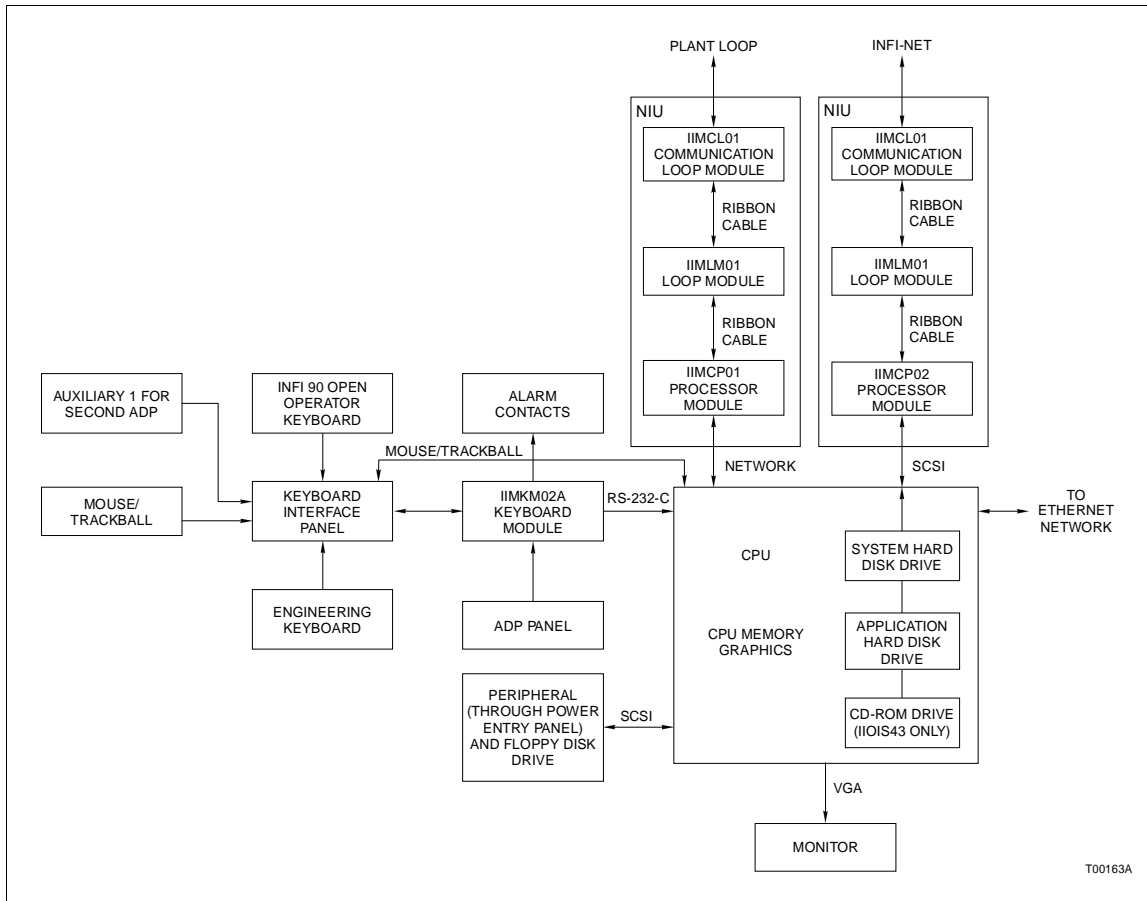 PLANT LOOP
INFI-NET
NIU
IIMCL01
COMMUNICATION
LOOP MODULE
RIBBON
CABLE
IIMLM01
LOOP MODULE
RIBBON
CABLE
IIMCP01
PROCESSOR
MODULE
NETWORK
NIU
IIMCL01
COMMUNICATION
LOOP MODULE
RIBBON
CABLE
IIMLM01
LOOP MODULE
RIBBON
CABLE
IIMCP02
PROCESSOR
MODULE
SCSI
AUXILIARY 1 FOR
SECOND ADP
INFI 90 OPEN
OPERATOR
KEYBOARD
ALARM
CONTACTS
MOUSE/TRACKBALL
MOUSE/
TRACKBALL
KEYBOARD
INTERFACE
PANEL
IIMKM02A
KEYBOARD
MODULE
RS-232-C
ENGINEERING
KEYBOARD
ADP PANEL
CPU
CPU MEMORY
GRAPHICS
SYSTEM HARD
DISK DRIVE
APPLICATION
HARD DISK
DRIVE
CD-ROM DRIVE
(IIOIS43 ONLY)
TO
ETHERNET
NETWORK
PERIPHERAL
(THROUGH POWER
ENTRY PANEL)
AND FLOPPY DISK
DRIVE
SCSI
VGA
MONITOR
T00163A